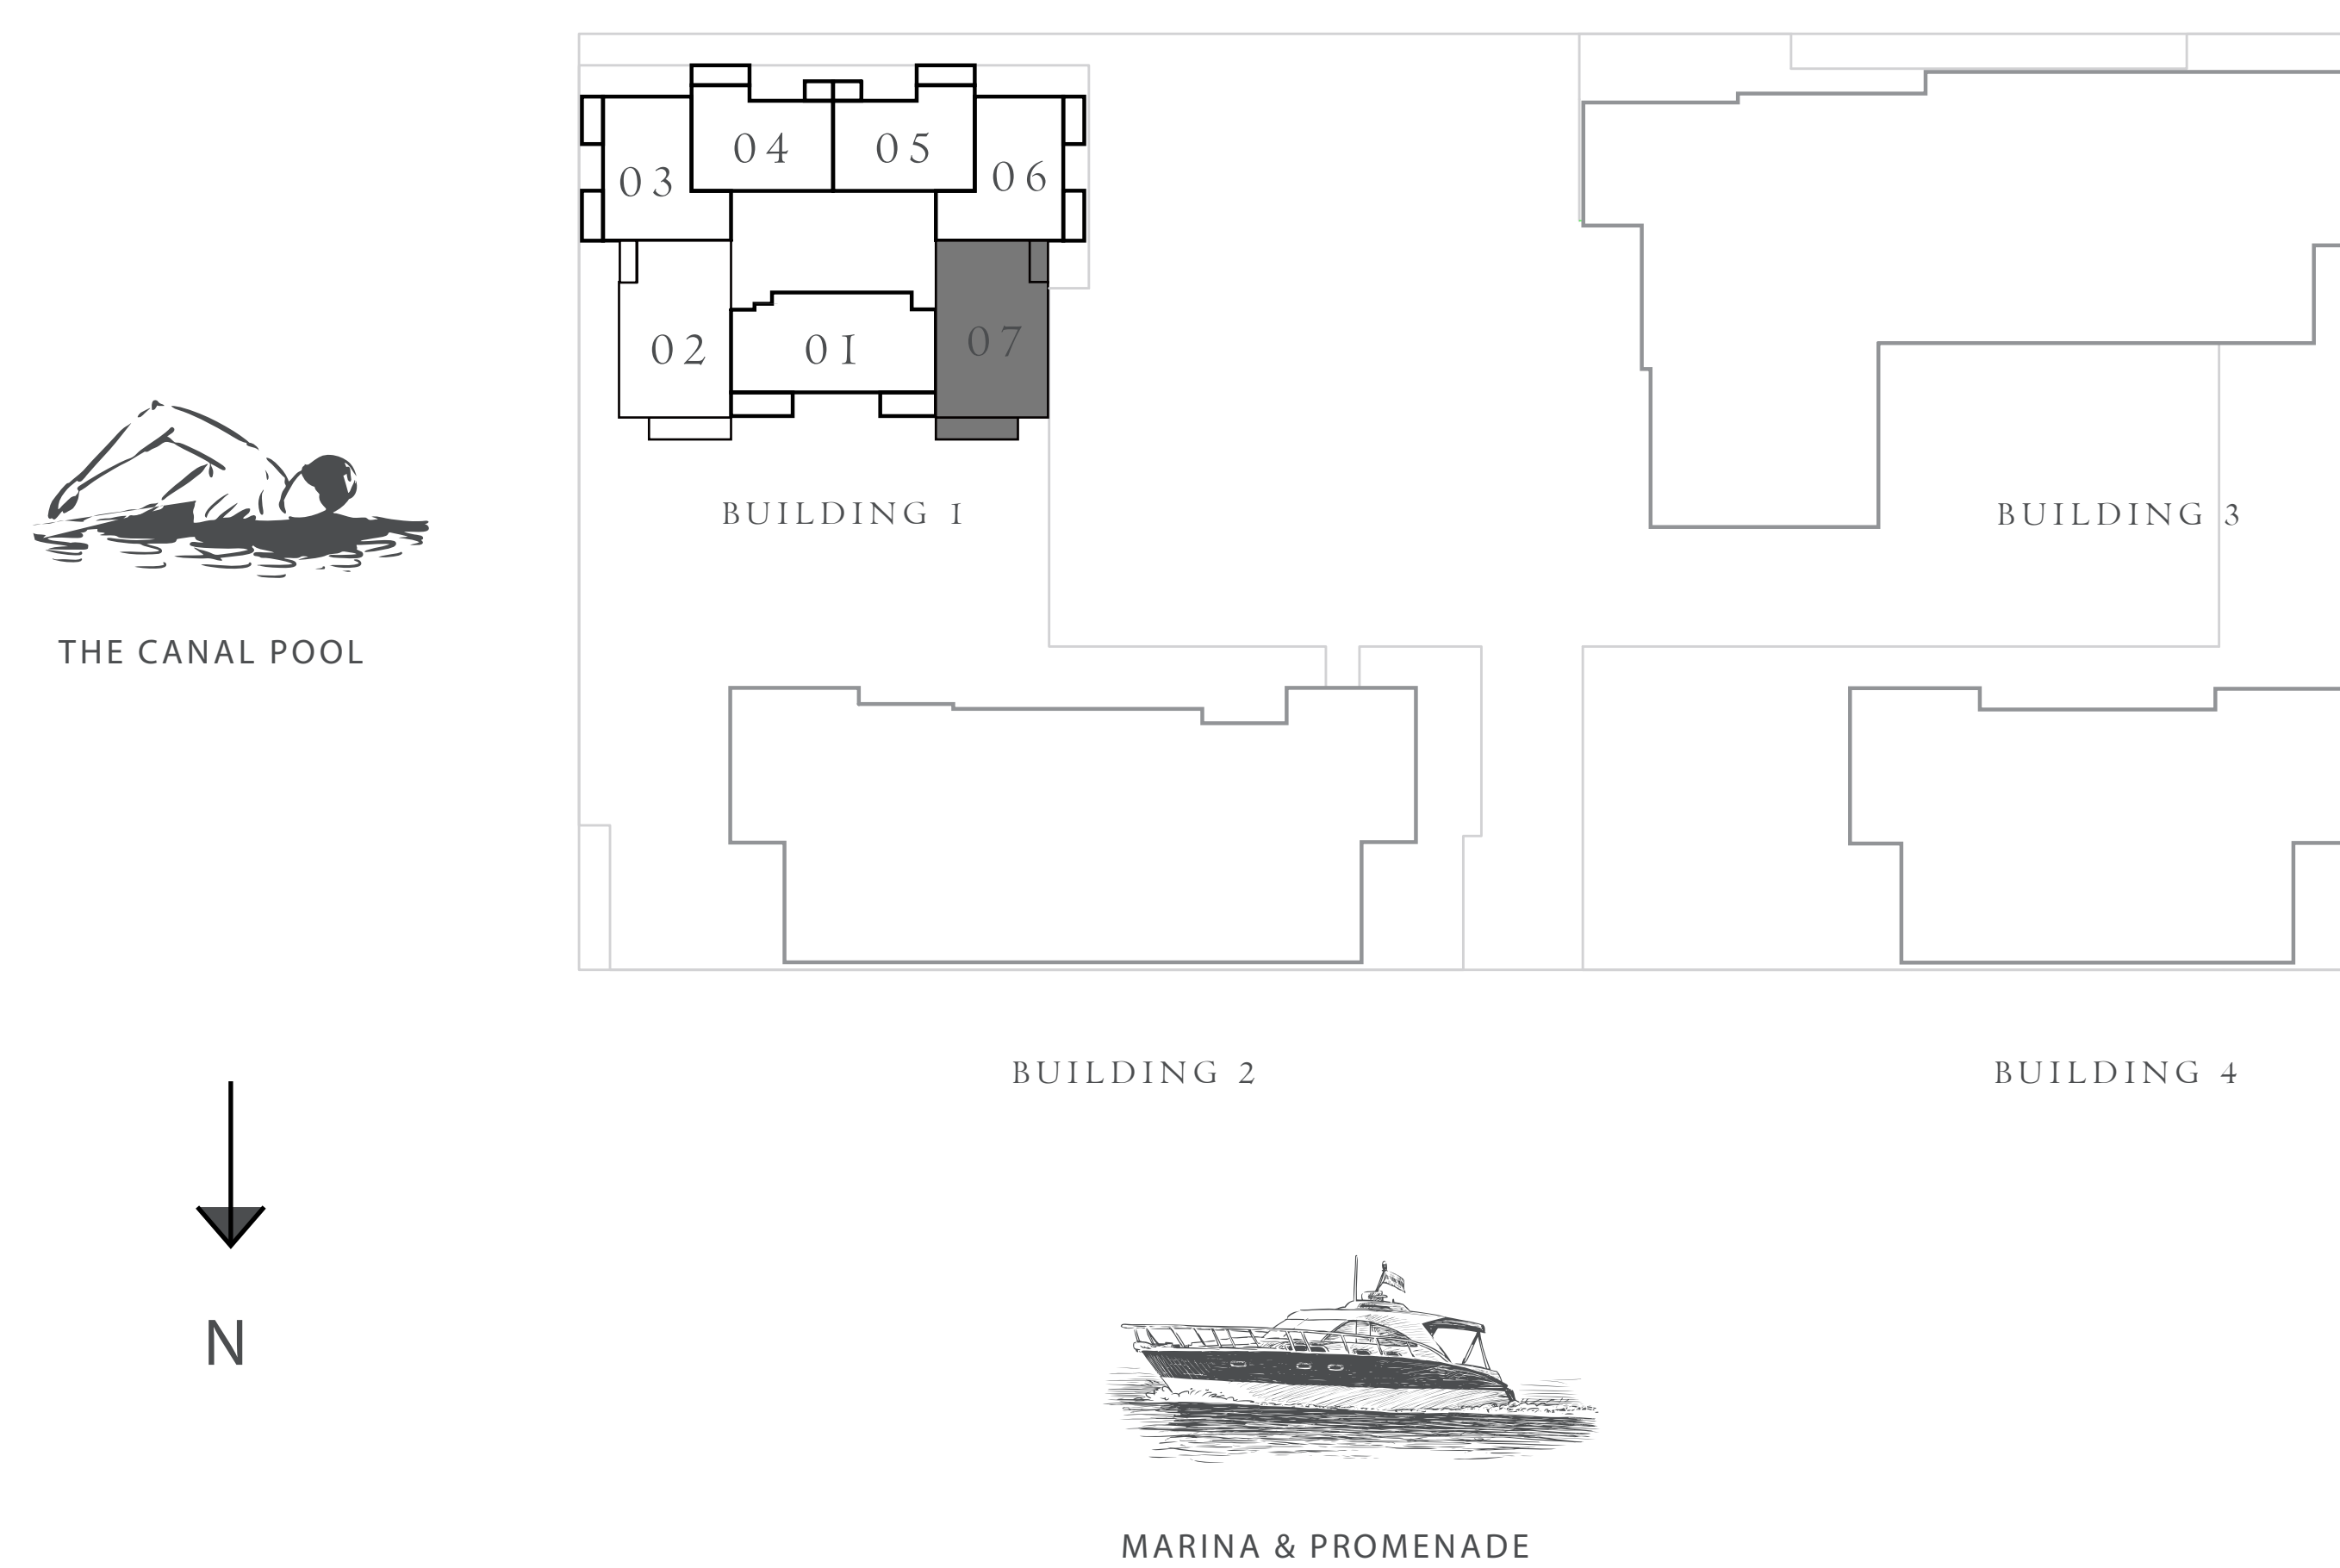 04
05
03
06
02
01
07
BUILDING 1
BUILDING 3
THE CANAL POOL
BUILDING 2
BUILDING 4
N
MARINA & PROMENADE